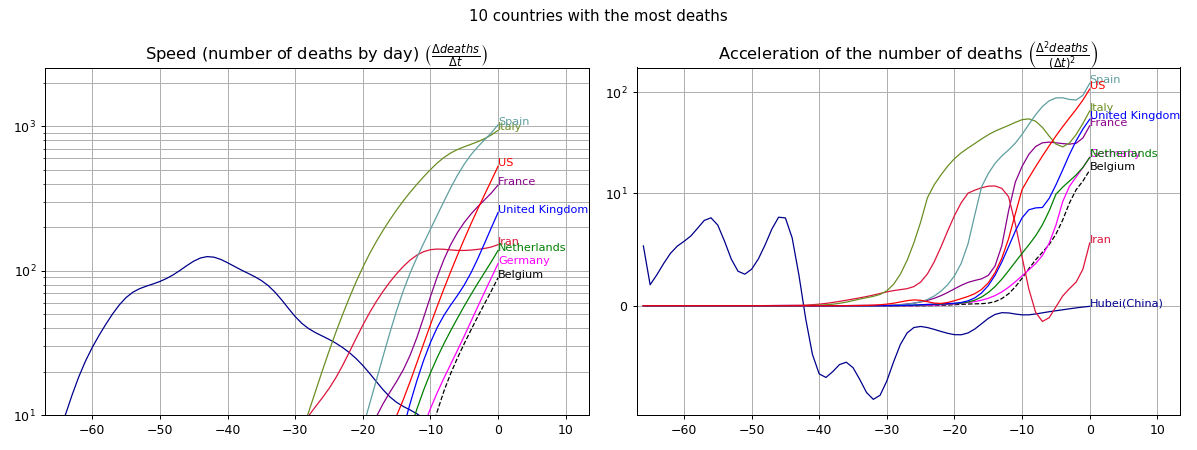 10 countries with the most deaths
Speed (number of deaths by day) (Δdeaths/Δt)
10³
10²
10¹
Spain
Italy
US
France
United Kingdom
Iran
Netherlands
Germany
Belgium
−60 −50 −40 −30 −20 −10 0 10
Acceleration of the number of deaths (Δ²deaths/(Δt)²)
10²
10¹
0
Spain
US
Italy
United Kingdom
France
Netherlands
Germany
Belgium
Iran
Hubei(China)
−60 −50 −40 −30 −20 −10 0 10